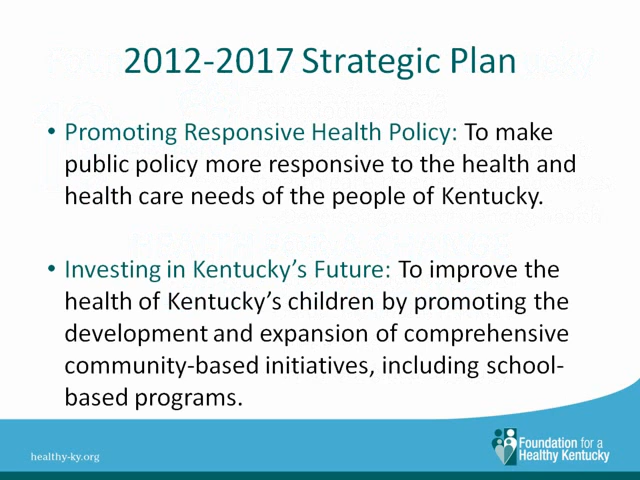 2012-2017 Strategic Plan
• Promoting Responsive Health Policy: To make
public policy more responsive to the health and
health care needs of the people of Kentucky.
• Investing in Kentucky’s Future: To improve the
health of Kentucky’s children by promoting the
development and expansion of comprehensive
community-based initiatives, including school-
based programs.
healthy-ky.org
Foundation for a
Healthy Kentucky